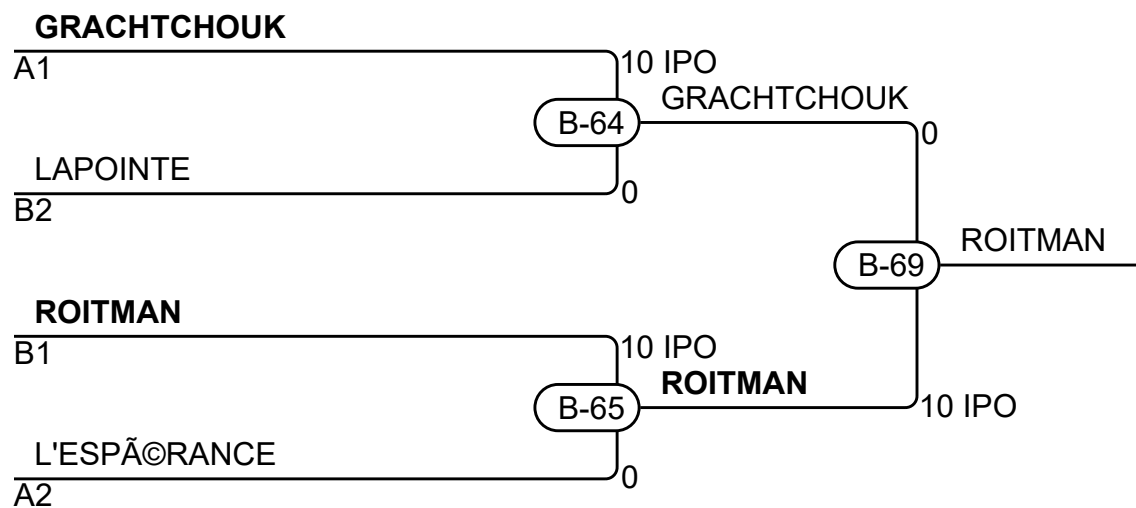 GRACHTCHOUK
A1
10 IPO
GRACHTCHOUK
B-64
0
LAPOINTE
B2
0
ROITMAN
B-69
ROITMAN
B1
10 IPO
ROITMAN
B-65
10 IPO
L'ESPÃ©RANCE
A2
0